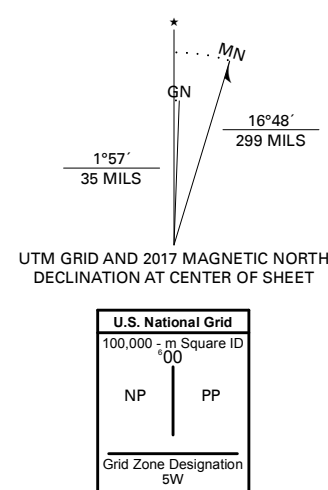 ★
MN
GN
16°48´
299 MILS
1°57´
35 MILS
UTM GRID AND 2017 MAGNETIC NORTH
DECLINATION AT CENTER OF SHEET
U.S. National Grid
100,000 - m Square ID
⁶00
NP PP
Grid Zone Designation
5W